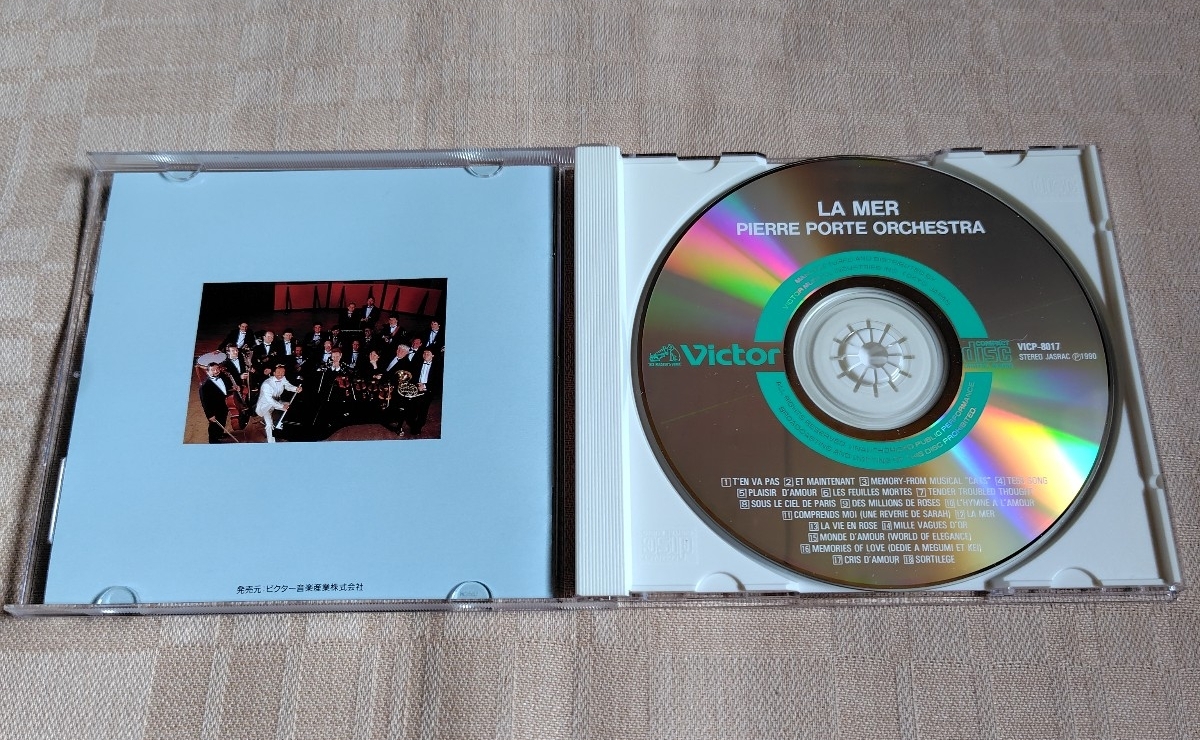 発売元：ビクター音楽産業株式会社
LA MER
PIERRE PORTE ORCHESTRA
Victor
COMPACT
disc
VICP-8017
STEREO JASRAC Ⓟ1990
1 T'EN VA PAS 2 ET MAINTENANT 3 MEMORY-FROM MUSICAL "CATS" 4 SONG
5 PLAISIR D'AMOUR 6 LES FEUILLES MORTES 7 TENDER TROUBLED THOUGHT
8 SOUS LE CIEL DE PARIS 9 DES MILLIONS DE ROSES 10 L'HYMNE A L'AMOUR
11 COMPRENDS MOI (UNE REVERIE DE SARAH) 12 LA MER
13 LA VIE EN ROSE 14 MILLE VAGUES D'OR
15 MONDE D'AMOUR (WORLD OF ELEGANCE)
16 MEMORIES OF LOVE (DEDIE A MEGUMI ET KEI)
17 CRIS D'AMOUR 18 SORTILEGE